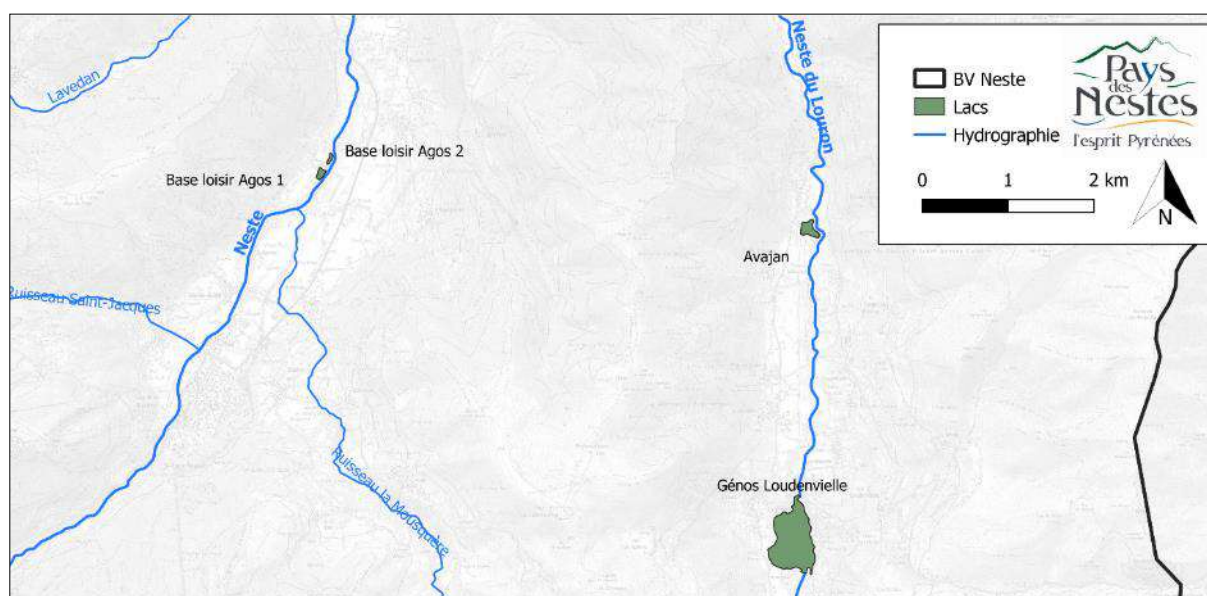 Lavedan
Base loisir Agos 2
Base loisir Agos 1
Neste
Ruisseau Saint-Jacques
Ruisseau la Mousquère
Neste du Louron
Avajan
Génos Loudenvielle
BV Neste
Lacs
Hydrographie
0 1 2 km
Pays
des
Nestes
l'esprit Pyrénées
N